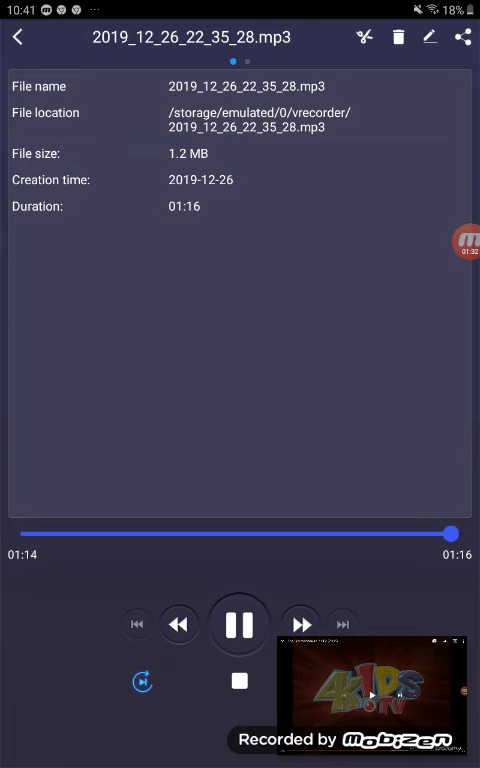 10:41
18%
2019_12_26_22_35_28.mp3
File name 2019_12_26_22_35_28.mp3
File location /storage/emulated/0/vrecorder/
2019_12_26_22_35_28.mp3
File size: 1.2 MB
Creation time: 2019-12-26
Duration: 01:16
01:32
01:14 01:16
4KIDS
TV
Recorded by mobizen